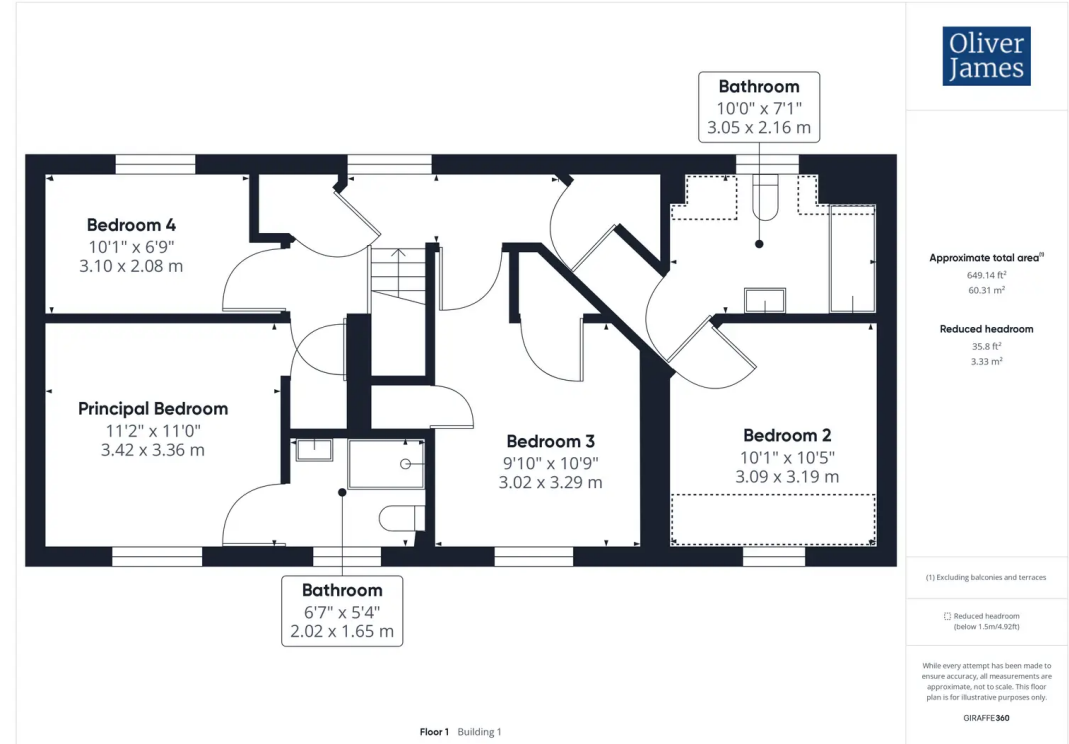 Oliver
James
Bathroom
10'0" x 7'1"
3.05 x 2.16 m
Bedroom 4
10'1" x 6'9"
3.10 x 2.08 m
Principal Bedroom
11'2" x 11'0"
3.42 x 3.36 m
Bedroom 3
9'10" x 10'9"
3.02 x 3.29 m
Bedroom 2
10'1" x 10'5"
3.09 x 3.19 m
Bathroom
6'7" x 5'4"
2.02 x 1.65 m
Approximate total area(1)
649.14 ft²
60.31 m²
Reduced headroom
35.8 ft²
3.33 m²
(1) Excluding balconies and terraces
Reduced headroom
(below 1.5m/4.92ft)
While every attempt has been made to
ensure accuracy, all measurements are
approximate, not to scale. This floor
plan is for illustrative purposes only.
GIRAFFE360
Floor 1 Building 1